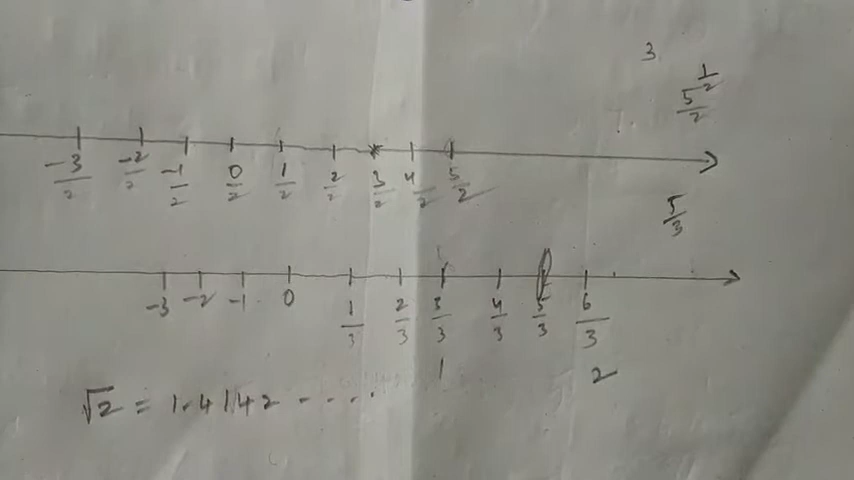 3
1/2
5/2
-3/2 -2/2 -1/2 0/2 1/2 2/2 3/2 4/2 5/2
5/3
-3 -2 -1 0 1/3 2/3 3/3 4/3 5/3 6/3
1 2
√2 = 1.4142 - - - .